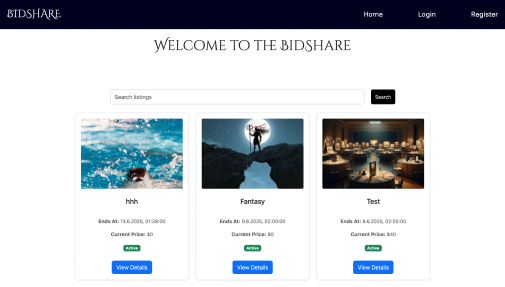 BIDSHARE
Home Login Register
Welcome to the BidShare
Search listings Search
hhh
Ends At: 13.6.2025, 01:28:00
Current Price: $0
Active
View Details
Fantasy
Ends At: 9.6.2025, 02:00:00
Current Price: $0
Active
View Details
Test
Ends At: 8.6.2025, 02:00:00
Current Price: $40
Active
View Details